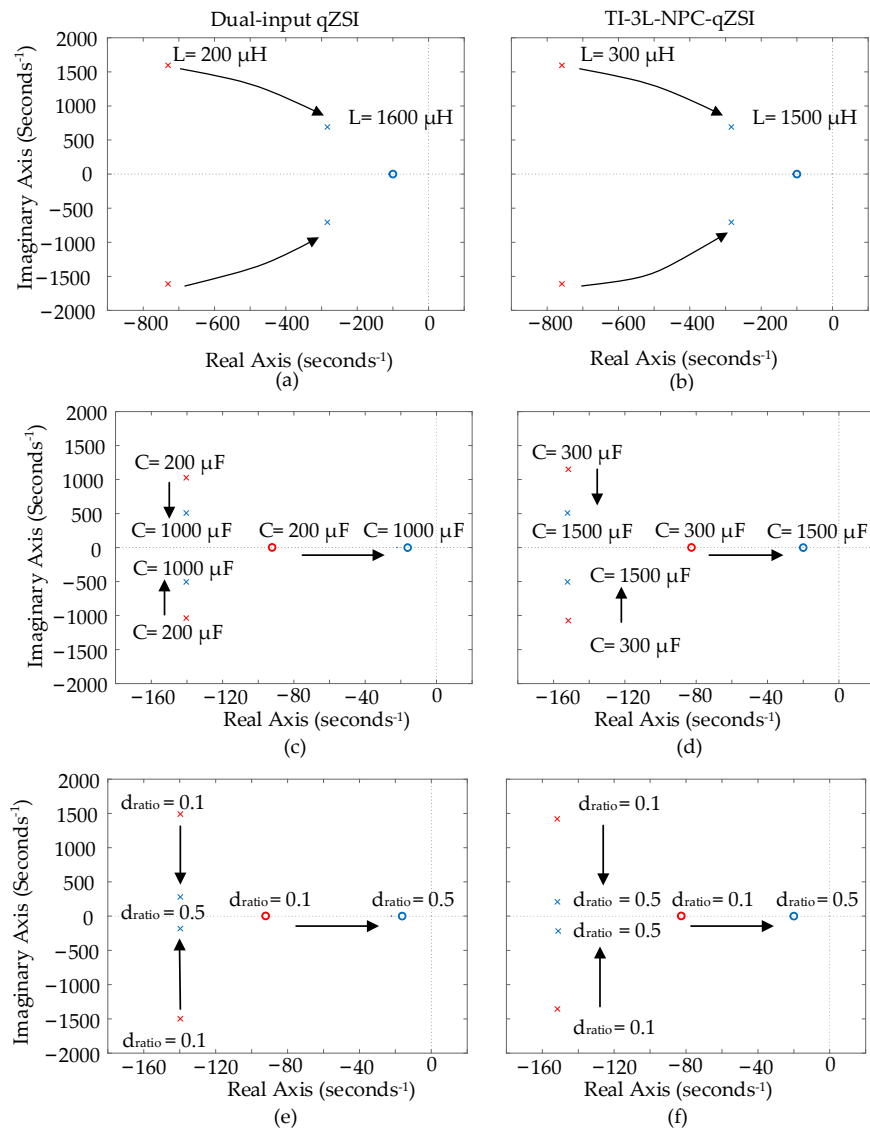 Dual-input qZSI
TI-3L-NPC-qZSI
Imaginary Axis (Seconds⁻¹)
2000
1500
1000
500
0
−500
−1000
−1500
−2000
L= 200 µH
L= 1600 µH
−800
−600
−400
−200
0
Real Axis (seconds⁻¹)
(a)
L= 300 µH
L= 1500 µH
−800
−600
−400
−200
0
Real Axis (seconds⁻¹)
(b)
Imaginary Axis (Seconds⁻¹)
2000
1500
1000
500
0
−500
−1000
−1500
−2000
C= 200 µF
C= 1000 µF
C= 200 µF
C= 1000 µF
C= 1000 µF
C= 200 µF
−160
−120
−80
−40
0
Real Axis (seconds⁻¹)
(c)
C= 300 µF
C= 1500 µF
C= 300 µF
C= 1500 µF
C= 1500 µF
C= 300 µF
−160
−120
−80
−40
0
Real Axis (seconds⁻¹)
(d)
Imaginary Axis (Seconds⁻¹)
2000
1500
1000
500
0
−500
−1000
−1500
−2000
dratio = 0.1
dratio = 0.1
dratio = 0.5
dratio = 0.5
dratio = 0.1
−160
−120
−80
−40
0
Real Axis (seconds⁻¹)
(e)
dratio = 0.1
dratio = 0.5
dratio = 0.1
dratio = 0.5
dratio = 0.5
dratio = 0.1
−160
−120
−80
−40
0
Real Axis (seconds⁻¹)
(f)